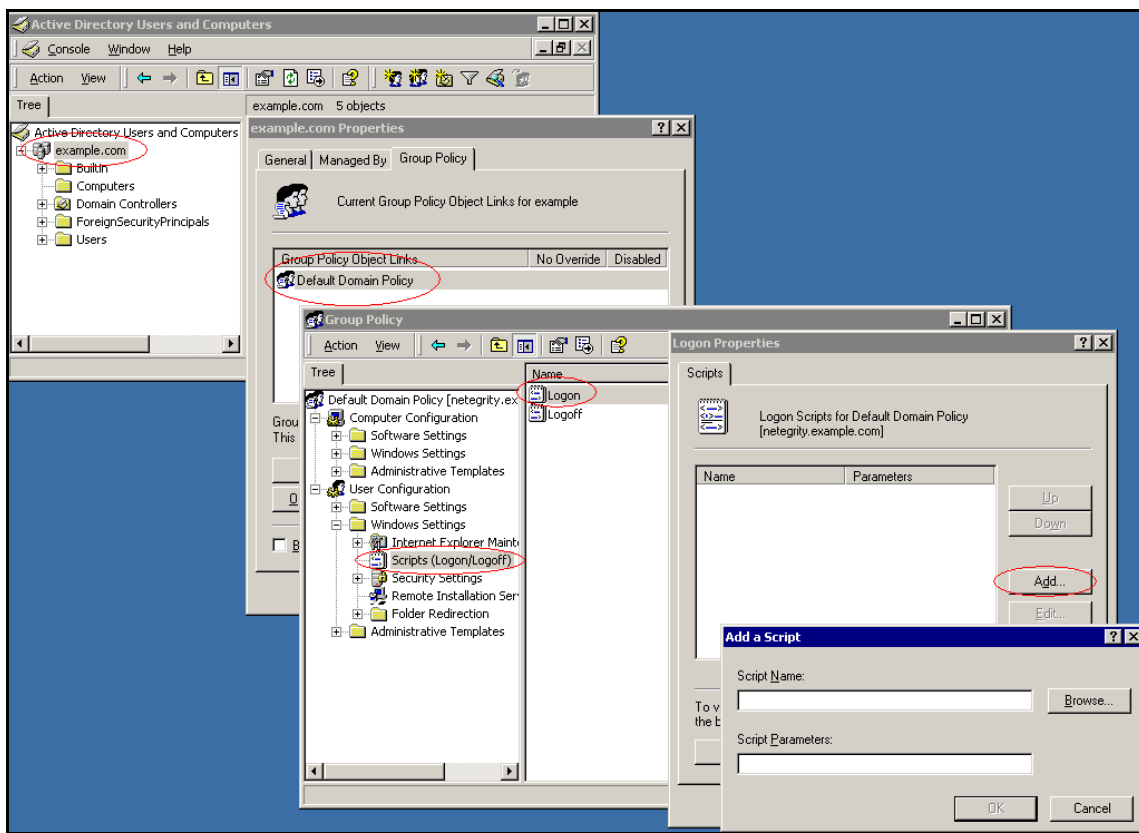 Active Directory Users and Computers
Console Window Help
Action View
Tree
example.com 5 objects
Active Directory Users and Computers
example.com
Builtin
Computers
Domain Controllers
ForeignSecurityPrincipals
Users
example.com Properties
General Managed By Group Policy
Current Group Policy Object Links for example
Group Policy Object Links No Override Disabled
Default Domain Policy
Grou
This
O
B
Group Policy
Action View
Tree
Name
Default Domain Policy [netegrity.ex
Computer Configuration
Software Settings
Windows Settings
Administrative Templates
User Configuration
Software Settings
Windows Settings
Internet Explorer Mainte
Scripts (Logon/Logoff)
Security Settings
Remote Installation Ser
Folder Redirection
Administrative Templates
Logon
Logoff
Logon Properties
Scripts
Logon Scripts for Default Domain Policy
[netegrity.example.com]
Name Parameters
Up
Down
Add...
Edit...
To v
the b
Add a Script
Script Name:
Browse...
Script Parameters:
OK Cancel